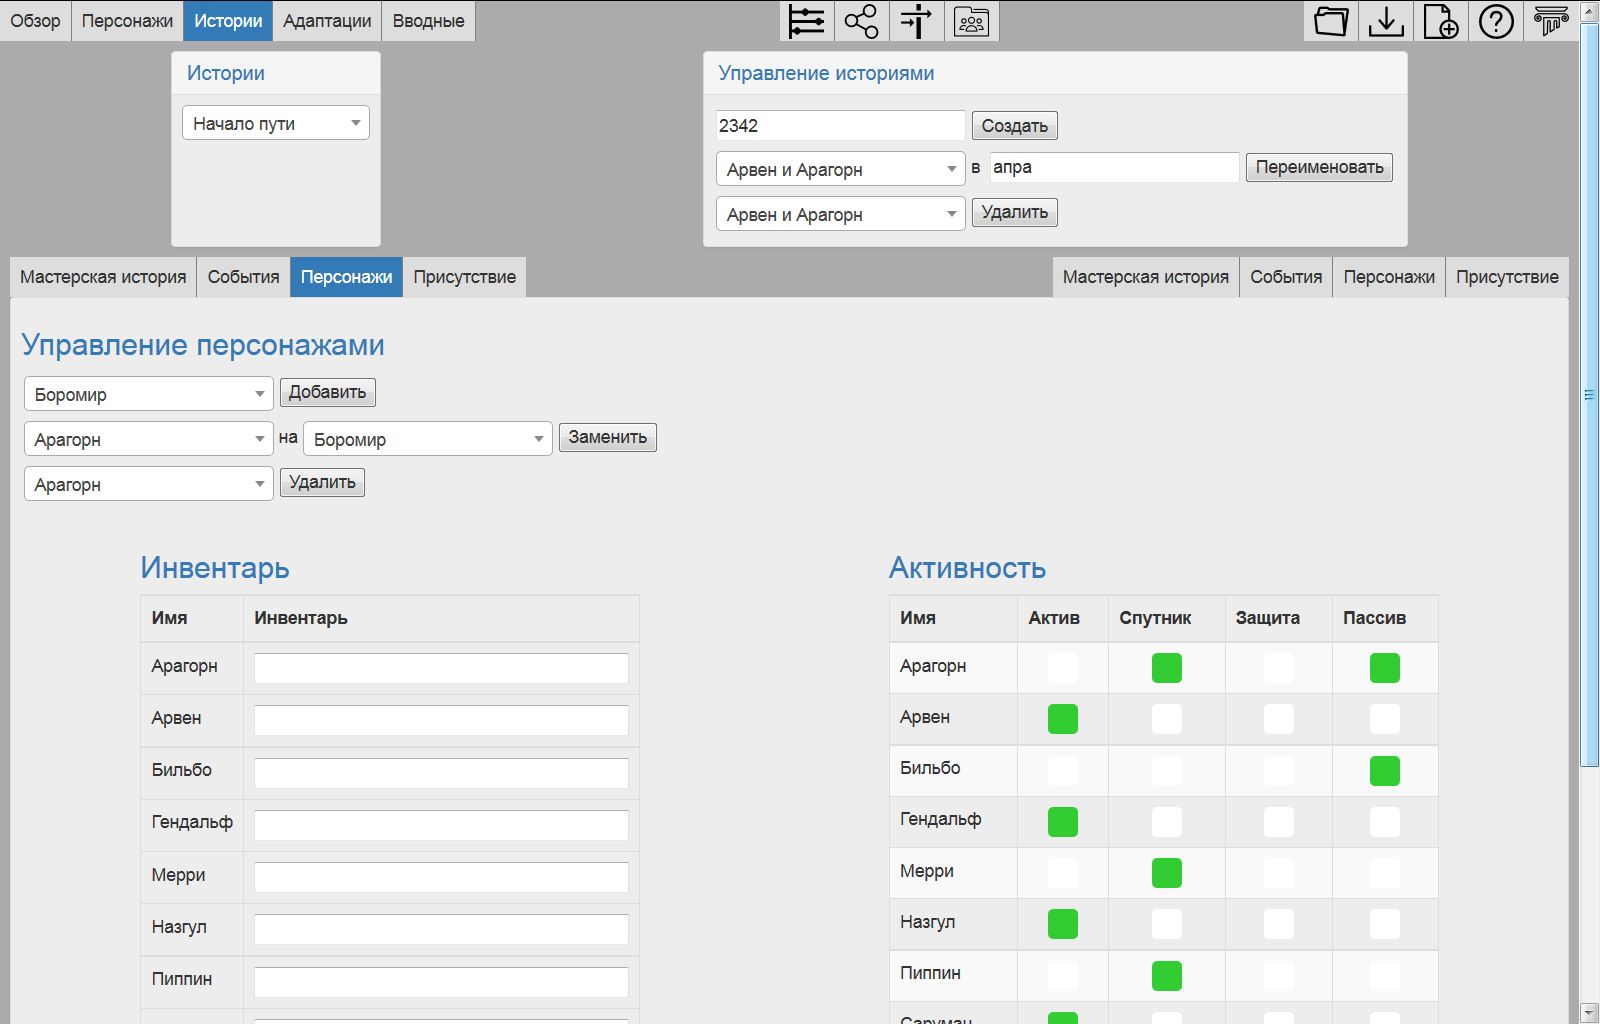 Обзор Персонажи Истории Адаптации Вводные
Истории
Начало пути
Управление историями
2342 Создать
Арвен и Арагорн в апра Переименовать
Арвен и Арагорн Удалить
Мастерская история События Персонажи Присутствие
Мастерская история События Персонажи Присутствие
Управление персонажами
Боромир Добавить
Арагорн на Боромир Заменить
Арагорн Удалить
Инвентарь
Имя Инвентарь
Арагорн
Арвен
Бильбо
Гендальф
Мерри
Назгул
Пиппин
Активность
Имя Актив Спутник Защита Пассив
Арагорн
Арвен
Бильбо
Гендальф
Мерри
Назгул
Пиппин
Саруман